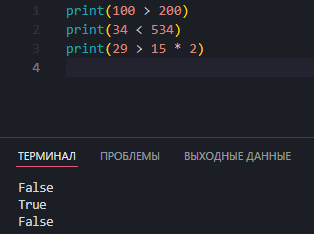 1 print(100 > 200)
2 print(34 < 534)
3 print(29 > 15 * 2)
4
ТЕРМИНАЛ ПРОБЛЕМЫ ВЫХОДНЫЕ ДАННЫЕ
False
True
False